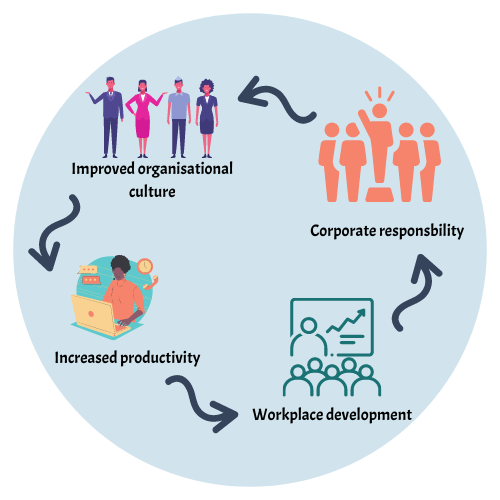 Improved organisational
culture
Corporate responsbility
Increased productivity
Workplace development